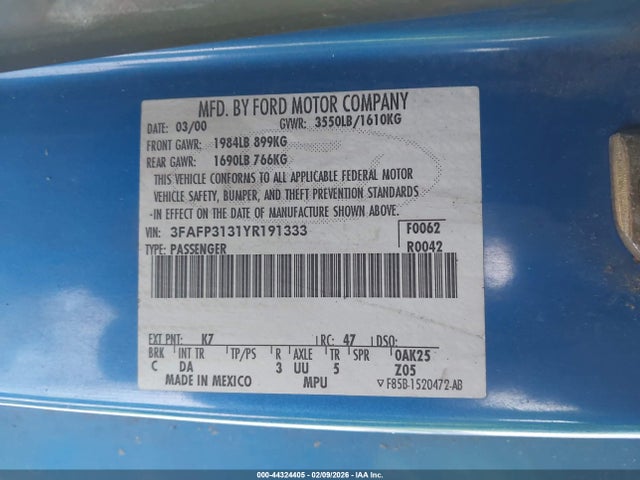 MFD. BY FORD MOTOR COMPANY
DATE: 03/00 GVWR: 3550LB/1610KG
FRONT GAWR: 1984LB 899KG
REAR GAWR: 1690LB 766KG
THIS VEHICLE CONFORMS TO ALL APPLICABLE FEDERAL MOTOR
VEHICLE SAFETY, BUMPER, AND THEFT PREVENTION STANDARDS
IN EFFECT ON THE DATE OF MANUFACTURE SHOWN ABOVE.
VIN: 3FAFP3131YR191333 F0062
TYPE: PASSENGER R0042
EXT PNT: K7 RC: 47 DSO:
BRK INT TR TP/PS R AXLE TR SPR 0AK25
C DA 3 UU 5 Z05
MADE IN MEXICO MPU F85B-1520472-AB
000-44324405 - 02/09/2026 - IAAI, Inc.